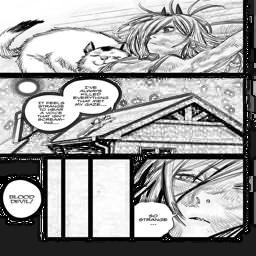 I'VE
ALWAYS
KILLED
EVERYTHING
THAT MET
MY GAZE...
IT FEELS
STRANGE
TO HEAR
A VOICE
THAT ISN'T
SCREAM-
ING...
BLOOD
DEVIL!
SO
STRANGE
...